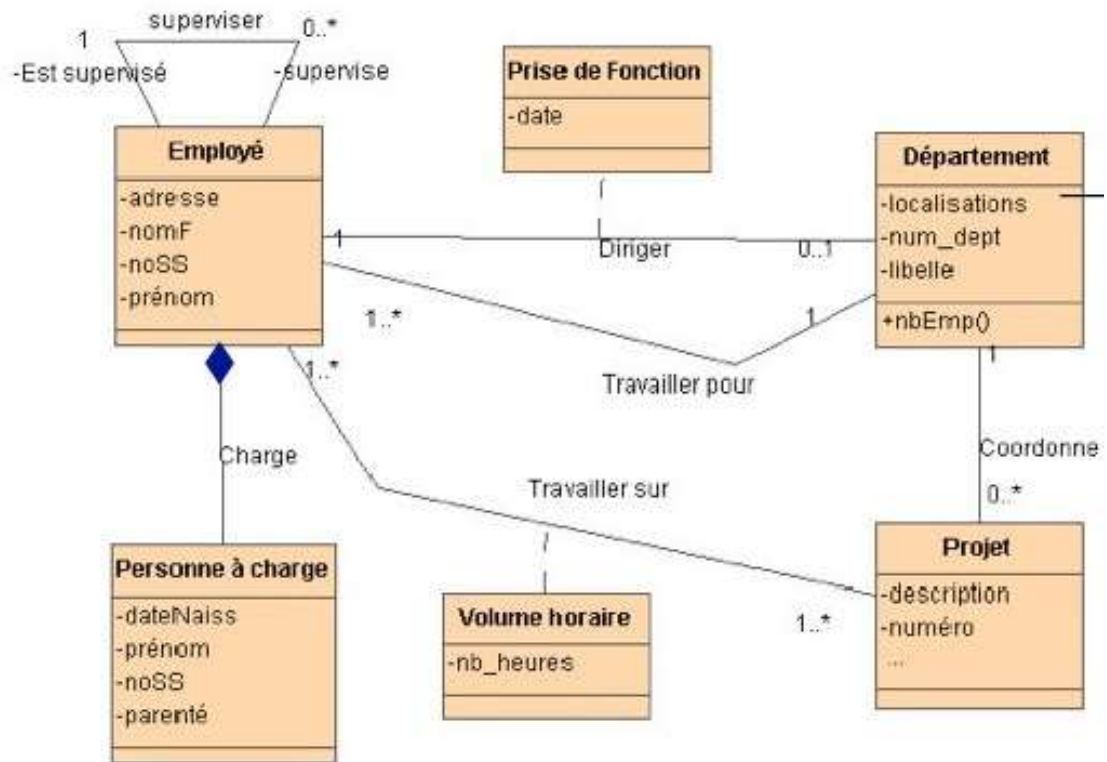 superviser
1
0..*
-Est supervisé
-supervise
Employé
-adresse
-nomF
-noSS
-prénom
Prise de Fonction
-date
Département
-localisations
-num_dept
-libelle
+nbEmp()
1
Diriger
0..1
1..*
1
Travailler pour
1..*
1
Charge
Coordonne
Travailler sur
0..*
1..*
Personne à charge
-dateNaiss
-prénom
-noSS
-parenté
Volume horaire
-nb_heures
Projet
-description
-numéro
...